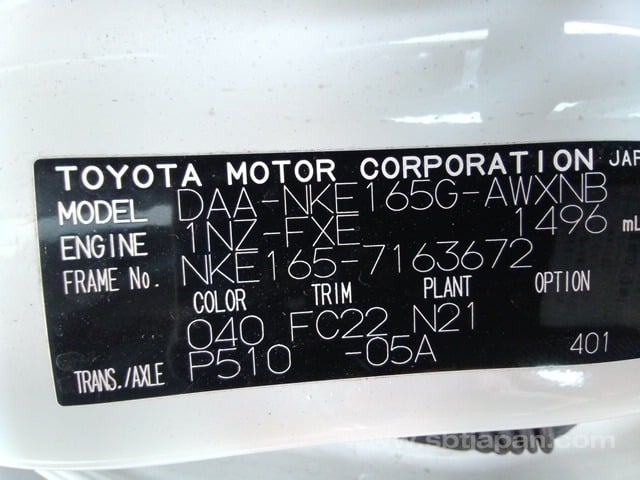 TOYOTA MOTOR CORPORATION JAP
MODEL DAA-NKE165G-AWXNB
ENGINE 1NZ-FXE 1496 mL
FRAME No. NKE165-7163672
COLOR TRIM PLANT OPTION
040 FC22 N21
TRANS./AXLE P510 -05A 401
www.sbtjapan.com